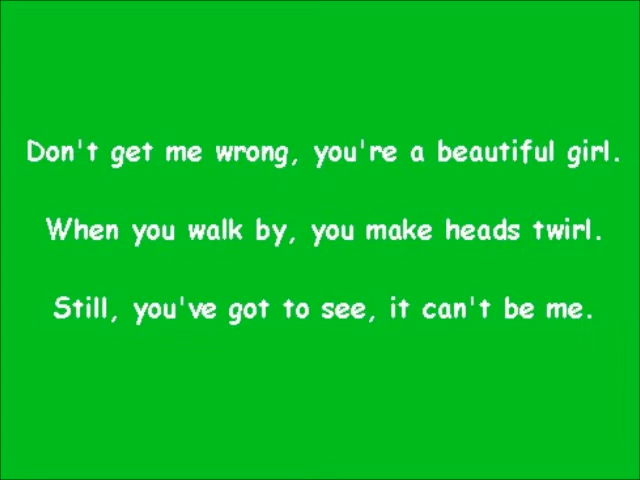 Don't get me wrong, you're a beautiful girl.
When you walk by, you make heads twirl.
Still, you've got to see, it can't be me.